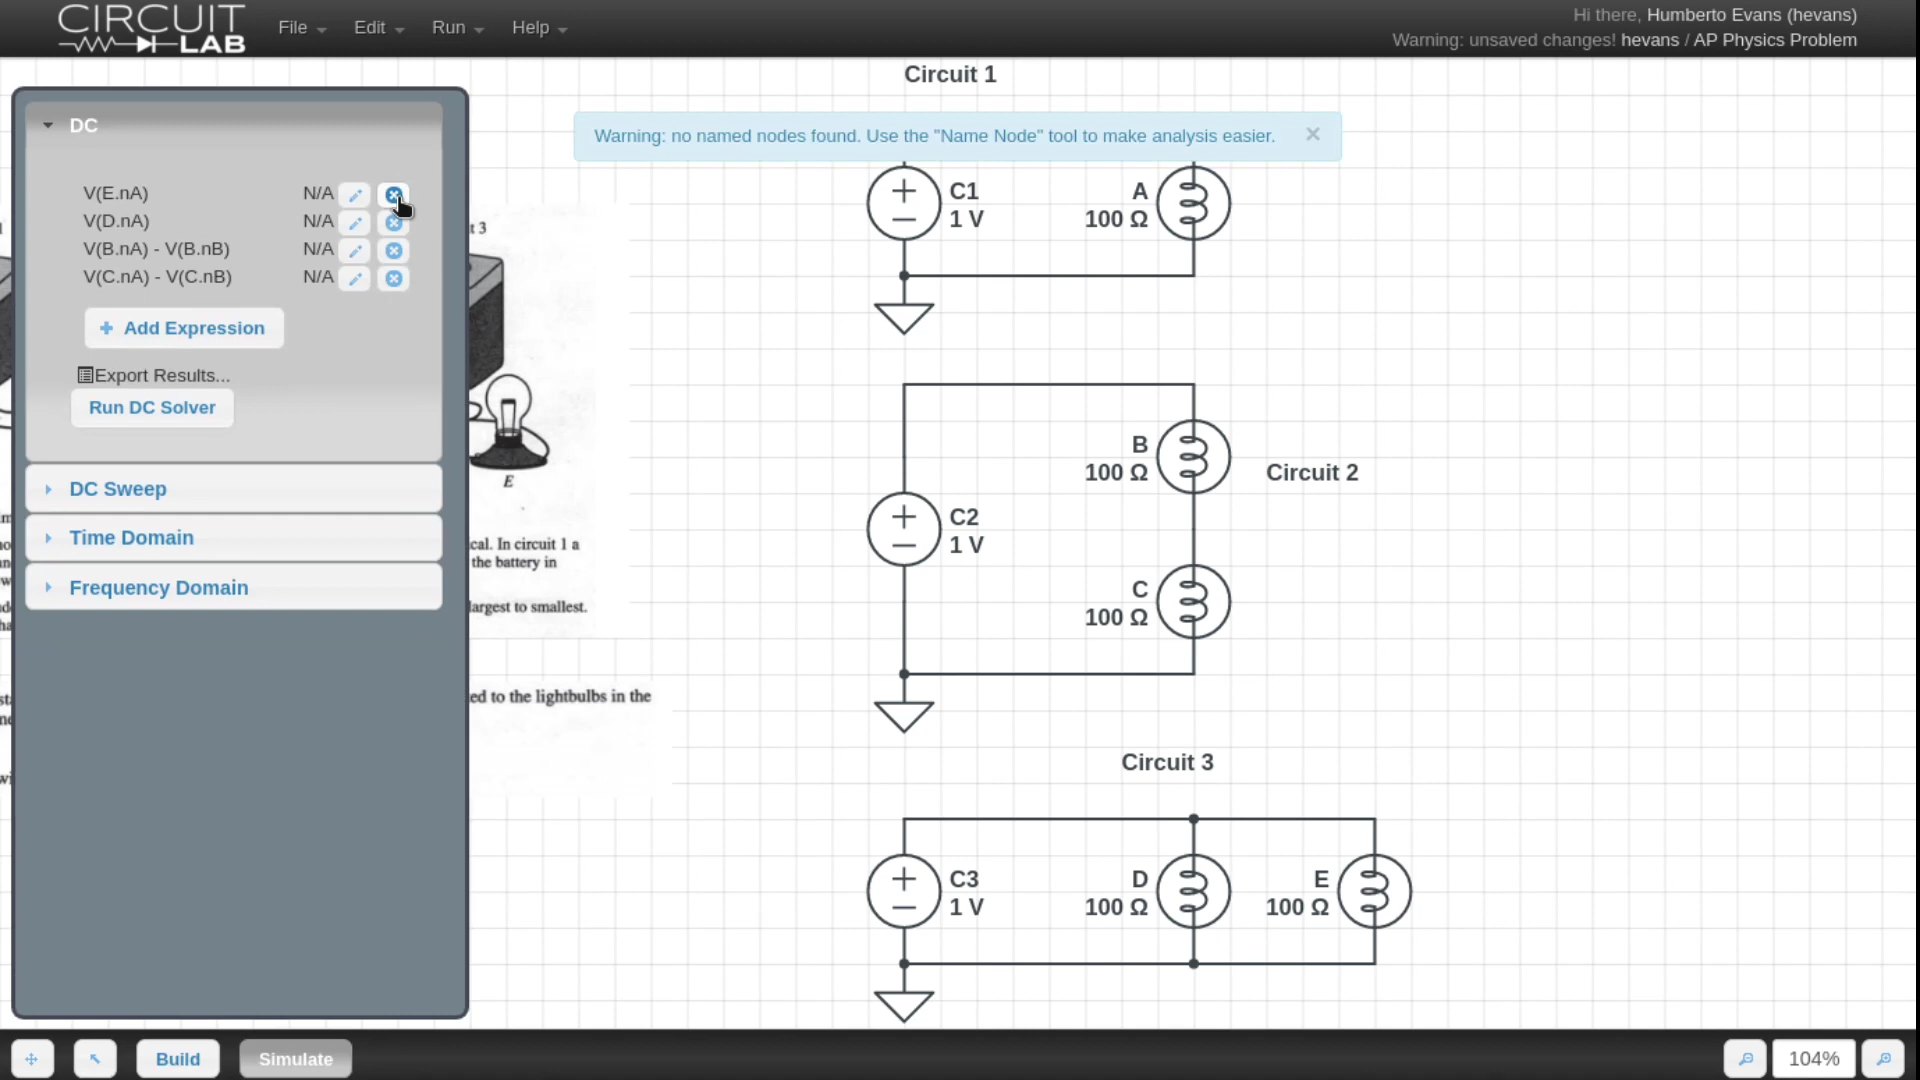 CIRCUIT
LAB
File
Edit
Run
Help
Hi there, Humberto Evans (hevans)
Warning: unsaved changes! hevans / AP Physics Problem
DC
V(E.nA) N/A
V(D.nA) N/A
V(B.nA) - V(B.nB) N/A
V(C.nA) - V(C.nB) N/A
+ Add Expression
Export Results...
Run DC Solver
DC Sweep
Time Domain
Frequency Domain
t 3
E
cal. In circuit 1 a
the battery in
largest to smallest.
ed to the lightbulbs in the
Circuit 1
Warning: no named nodes found. Use the "Name Node" tool to make analysis easier.
C1
1 V
A
100 Ω
B
100 Ω
Circuit 2
C2
1 V
C
100 Ω
Circuit 3
C3
1 V
D
100 Ω
E
100 Ω
Build
Simulate
104%